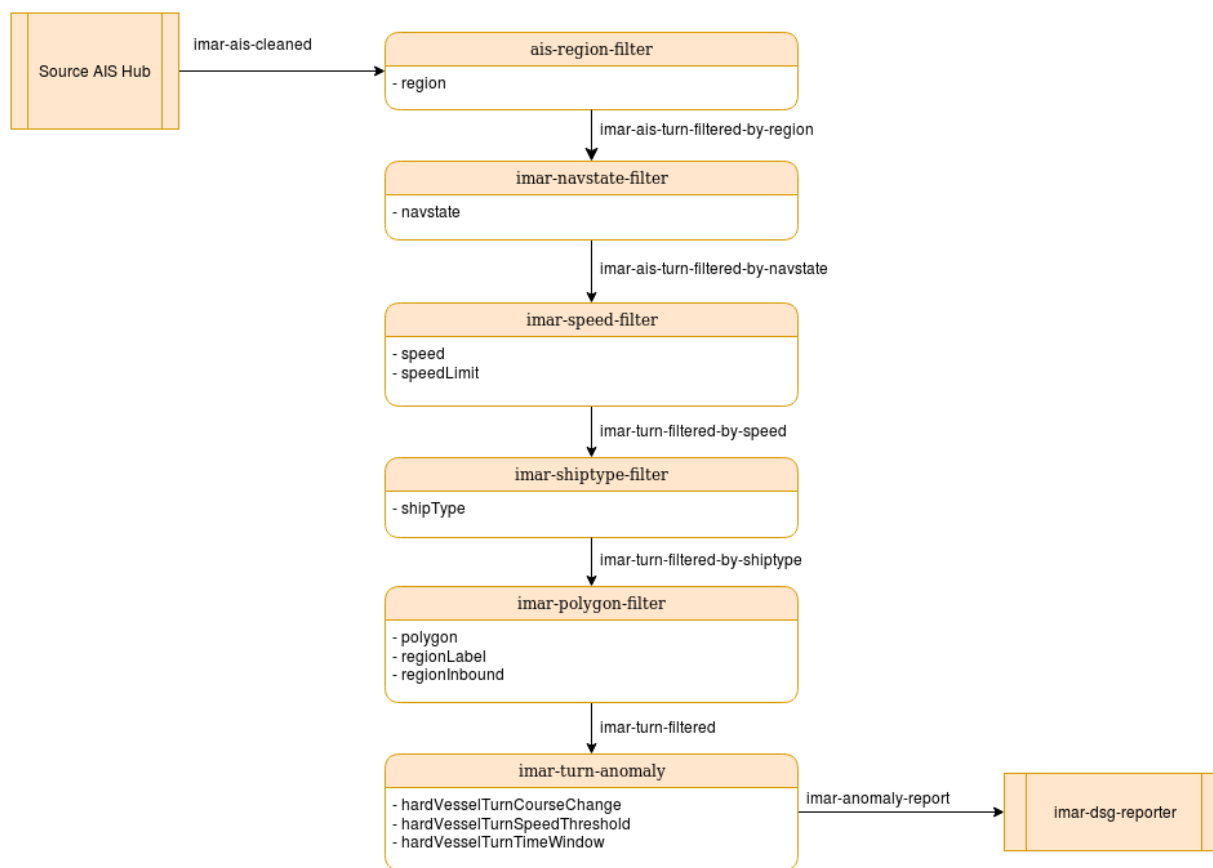 imar-ais-cleaned
Source AIS Hub
ais-region-filter
- region
imar-ais-turn-filtered-by-region
imar-navstate-filter
- navstate
imar-ais-turn-filtered-by-navstate
imar-speed-filter
- speed
- speedLimit
imar-turn-filtered-by-speed
imar-shiptype-filter
- shipType
imar-turn-filtered-by-shiptype
imar-polygon-filter
- polygon
- regionLabel
- regionInbound
imar-turn-filtered
imar-turn-anomaly
- hardVesselTurnCourseChange
- hardVesselTurnSpeedThreshold
- hardVesselTurnTimeWindow
imar-anomaly-report
imar-dsg-reporter